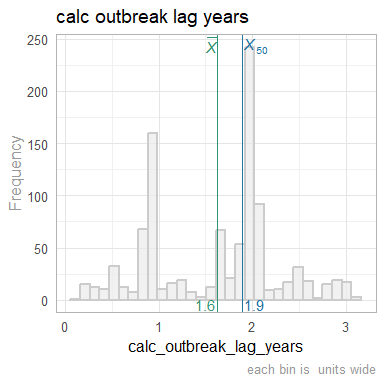 calc outbreak lag years
X̅
X50
250
200
150
100
50
0
Frequency
1.6
1.9
0
1
2
3
calc_outbreak_lag_years
each bin is  units wide